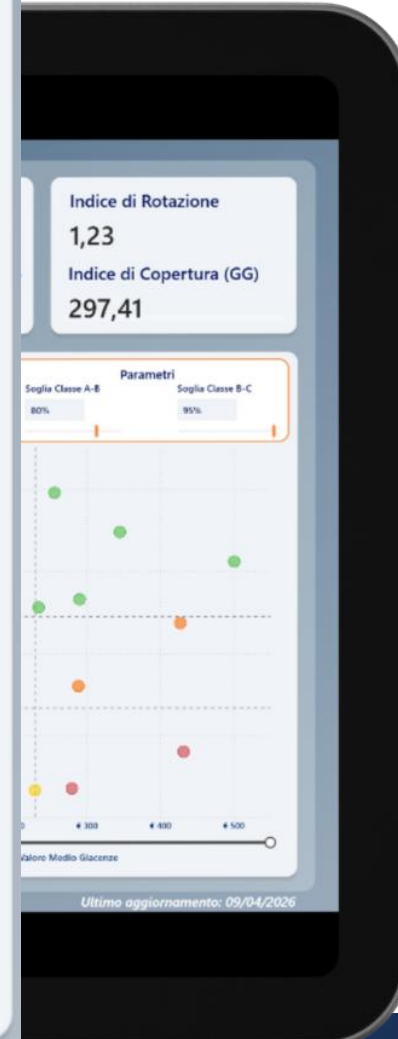 Indice di Rotazione
1,23
Indice di Copertura (GG)
297,41
Parametri
Soglia Classe A-B
Soglia Classe B-C
80%
95%
€ 300
€ 400
€ 500
Valore Medio Giacenze
Ultimo aggiornamento: 09/04/2026